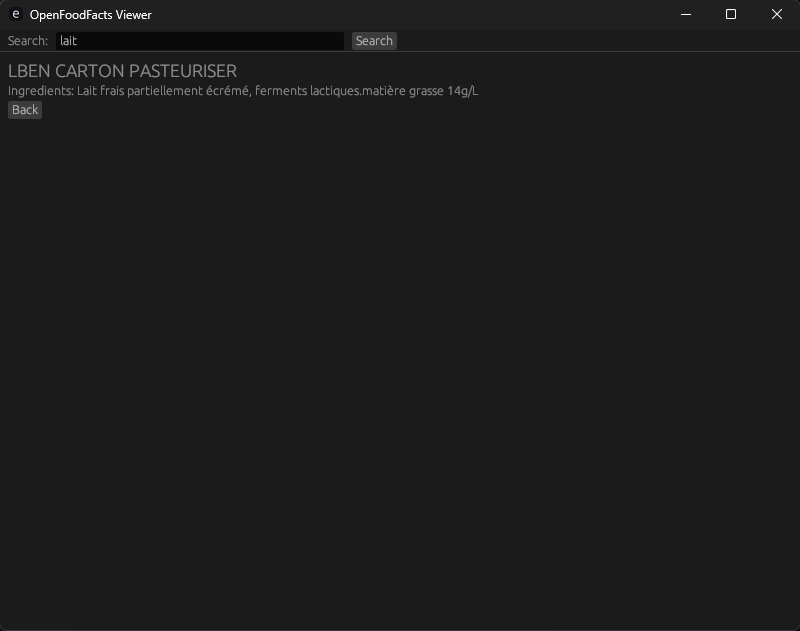 e OpenFoodFacts Viewer
Search: lait Search
LBEN CARTON PASTEURISER
Ingredients: Lait frais partiellement écrémé, ferments lactiques.matière grasse 14g/L
Back